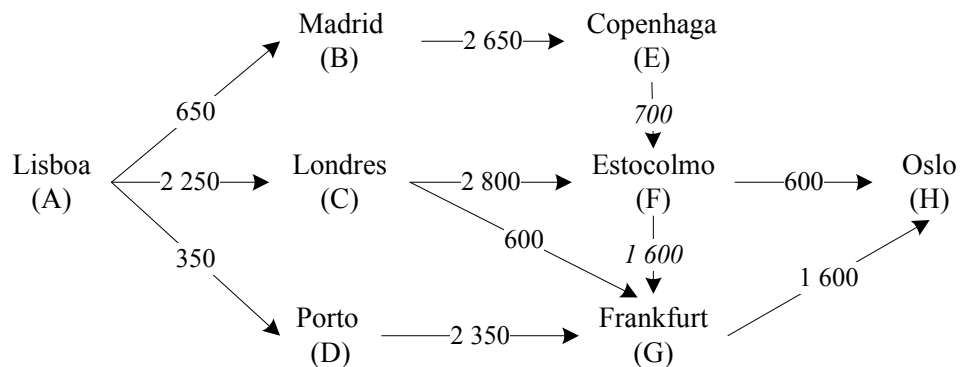 Madrid
(B)
2 650
Copenhaga
(E)
650
700
Lisboa
(A)
2 250
Londres
(C)
2 800
Estocolmo
(F)
600
Oslo
(H)
350
600
1 600
1 600
Porto
(D)
2 350
Frankfurt
(G)